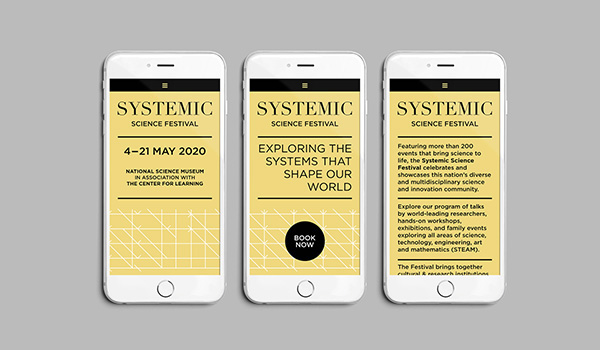 SYSTEMIC
SCIENCE FESTIVAL
4–21 MAY 2020
NATIONAL SCIENCE MUSEUM
IN ASSOCIATION WITH
THE CENTER FOR LEARNING
SYSTEMIC
SCIENCE FESTIVAL
EXPLORING THE
SYSTEMS THAT
SHAPE OUR
WORLD
BOOK
NOW
SYSTEMIC
SCIENCE FESTIVAL
Featuring more than 200
events that bring science to
life, the Systemic Science
Festival celebrates and
showcases this nation's diverse
and multidisciplinary science
and innovation community.
Explore our program of talks
by world-leading researchers,
hands-on workshops,
exhibitions, and family events
exploring all areas of science,
technology, engineering, art
and mathematics (STEAM).
The Festival brings together
cultural & research institutions